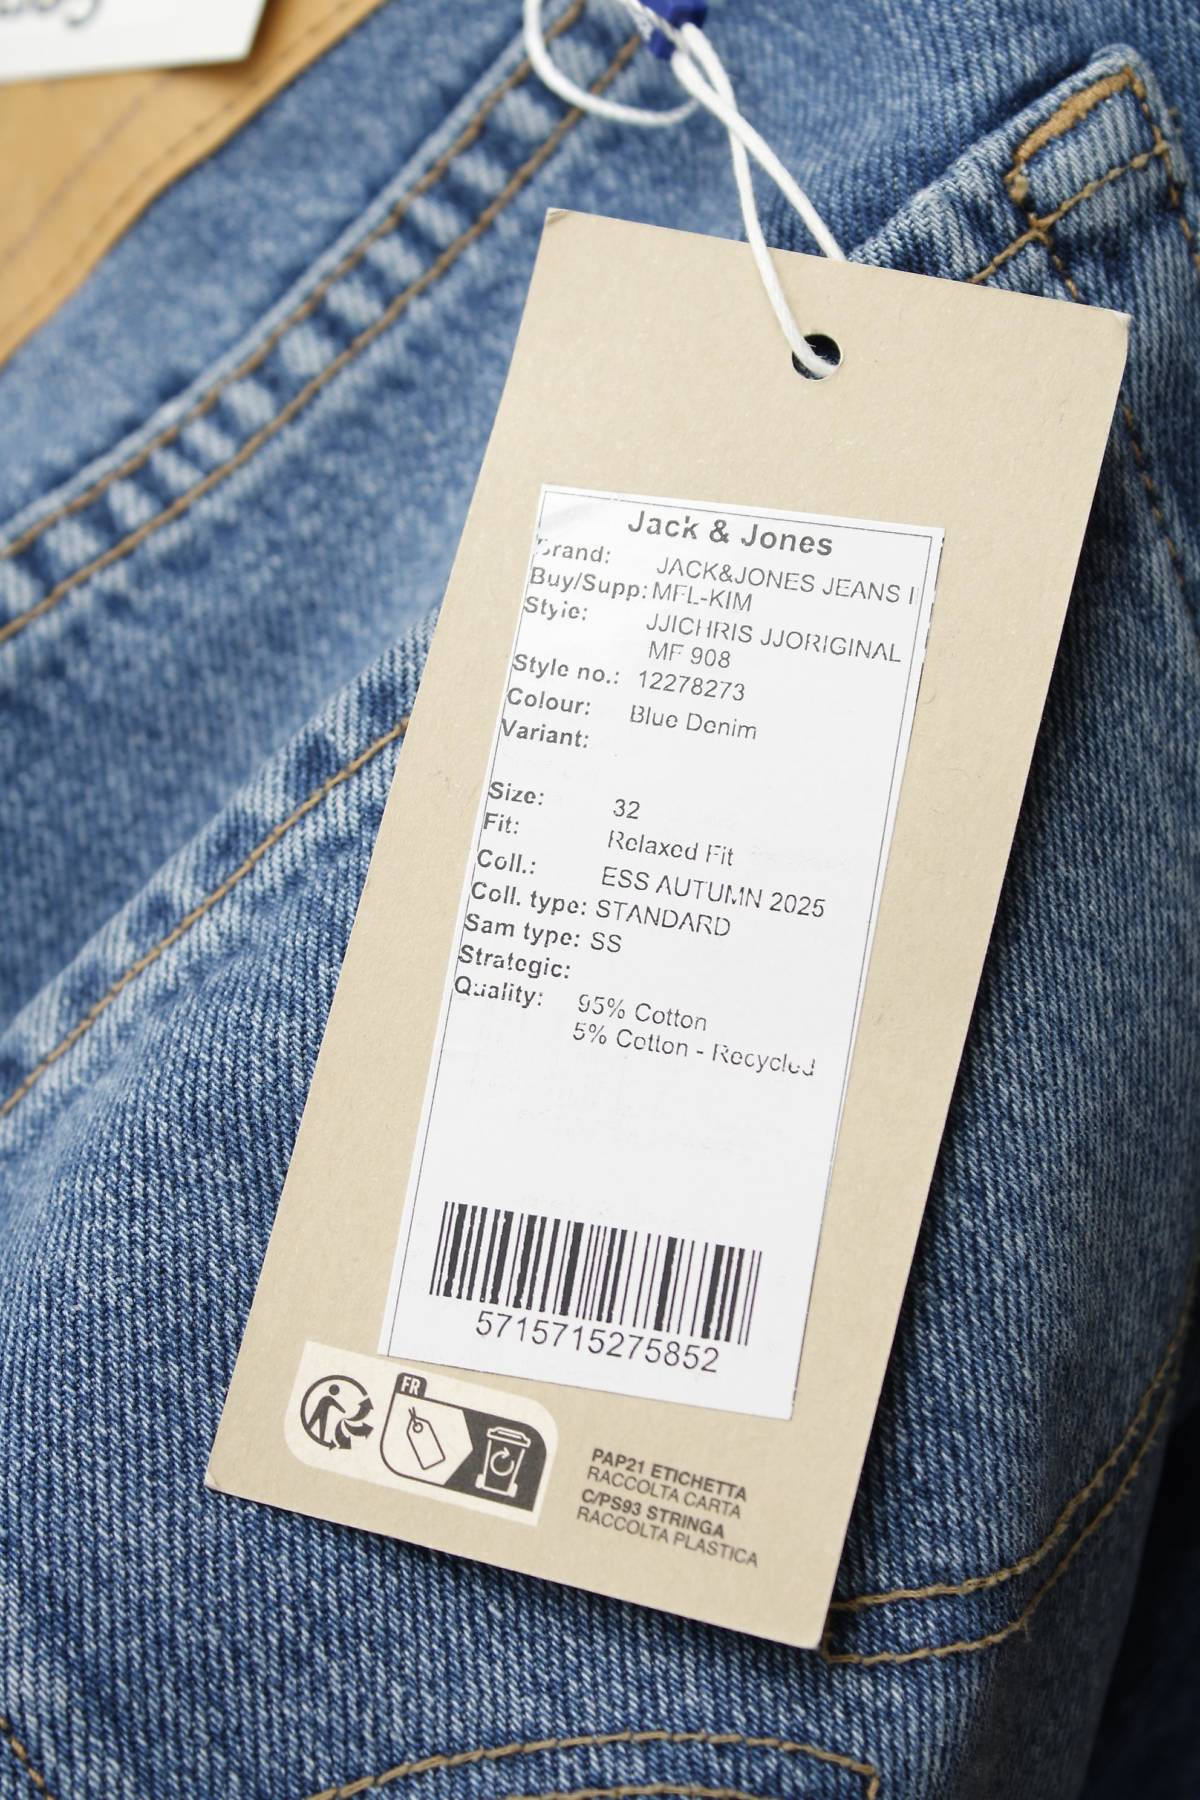 Jack & Jones
Brand: JACK&JONES JEANS I
Buy/Supp: MFL-KIM
Style: JJICHRIS JJORIGINAL
MF 908
Style no.: 12278273
Colour: Blue Denim
Variant:
Size: 32
Fit: Relaxed Fit
Coll.: ESS AUTUMN 2025
Coll. type: STANDARD
Sam type: SS
Strategic:
Quality: 95% Cotton
5% Cotton - Recycled
5715715275852
FR
PAP21 ETICHETTA
RACCOLTA CARTA
C/PS93 STRINGA
RACCOLTA PLASTICA